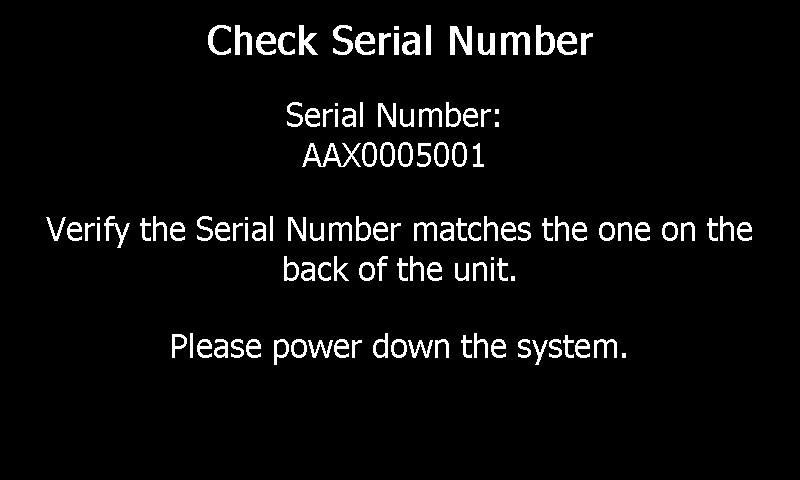 Check Serial Number
Serial Number:
AAX0005001
Verify the Serial Number matches the one on the
back of the unit.
Please power down the system.